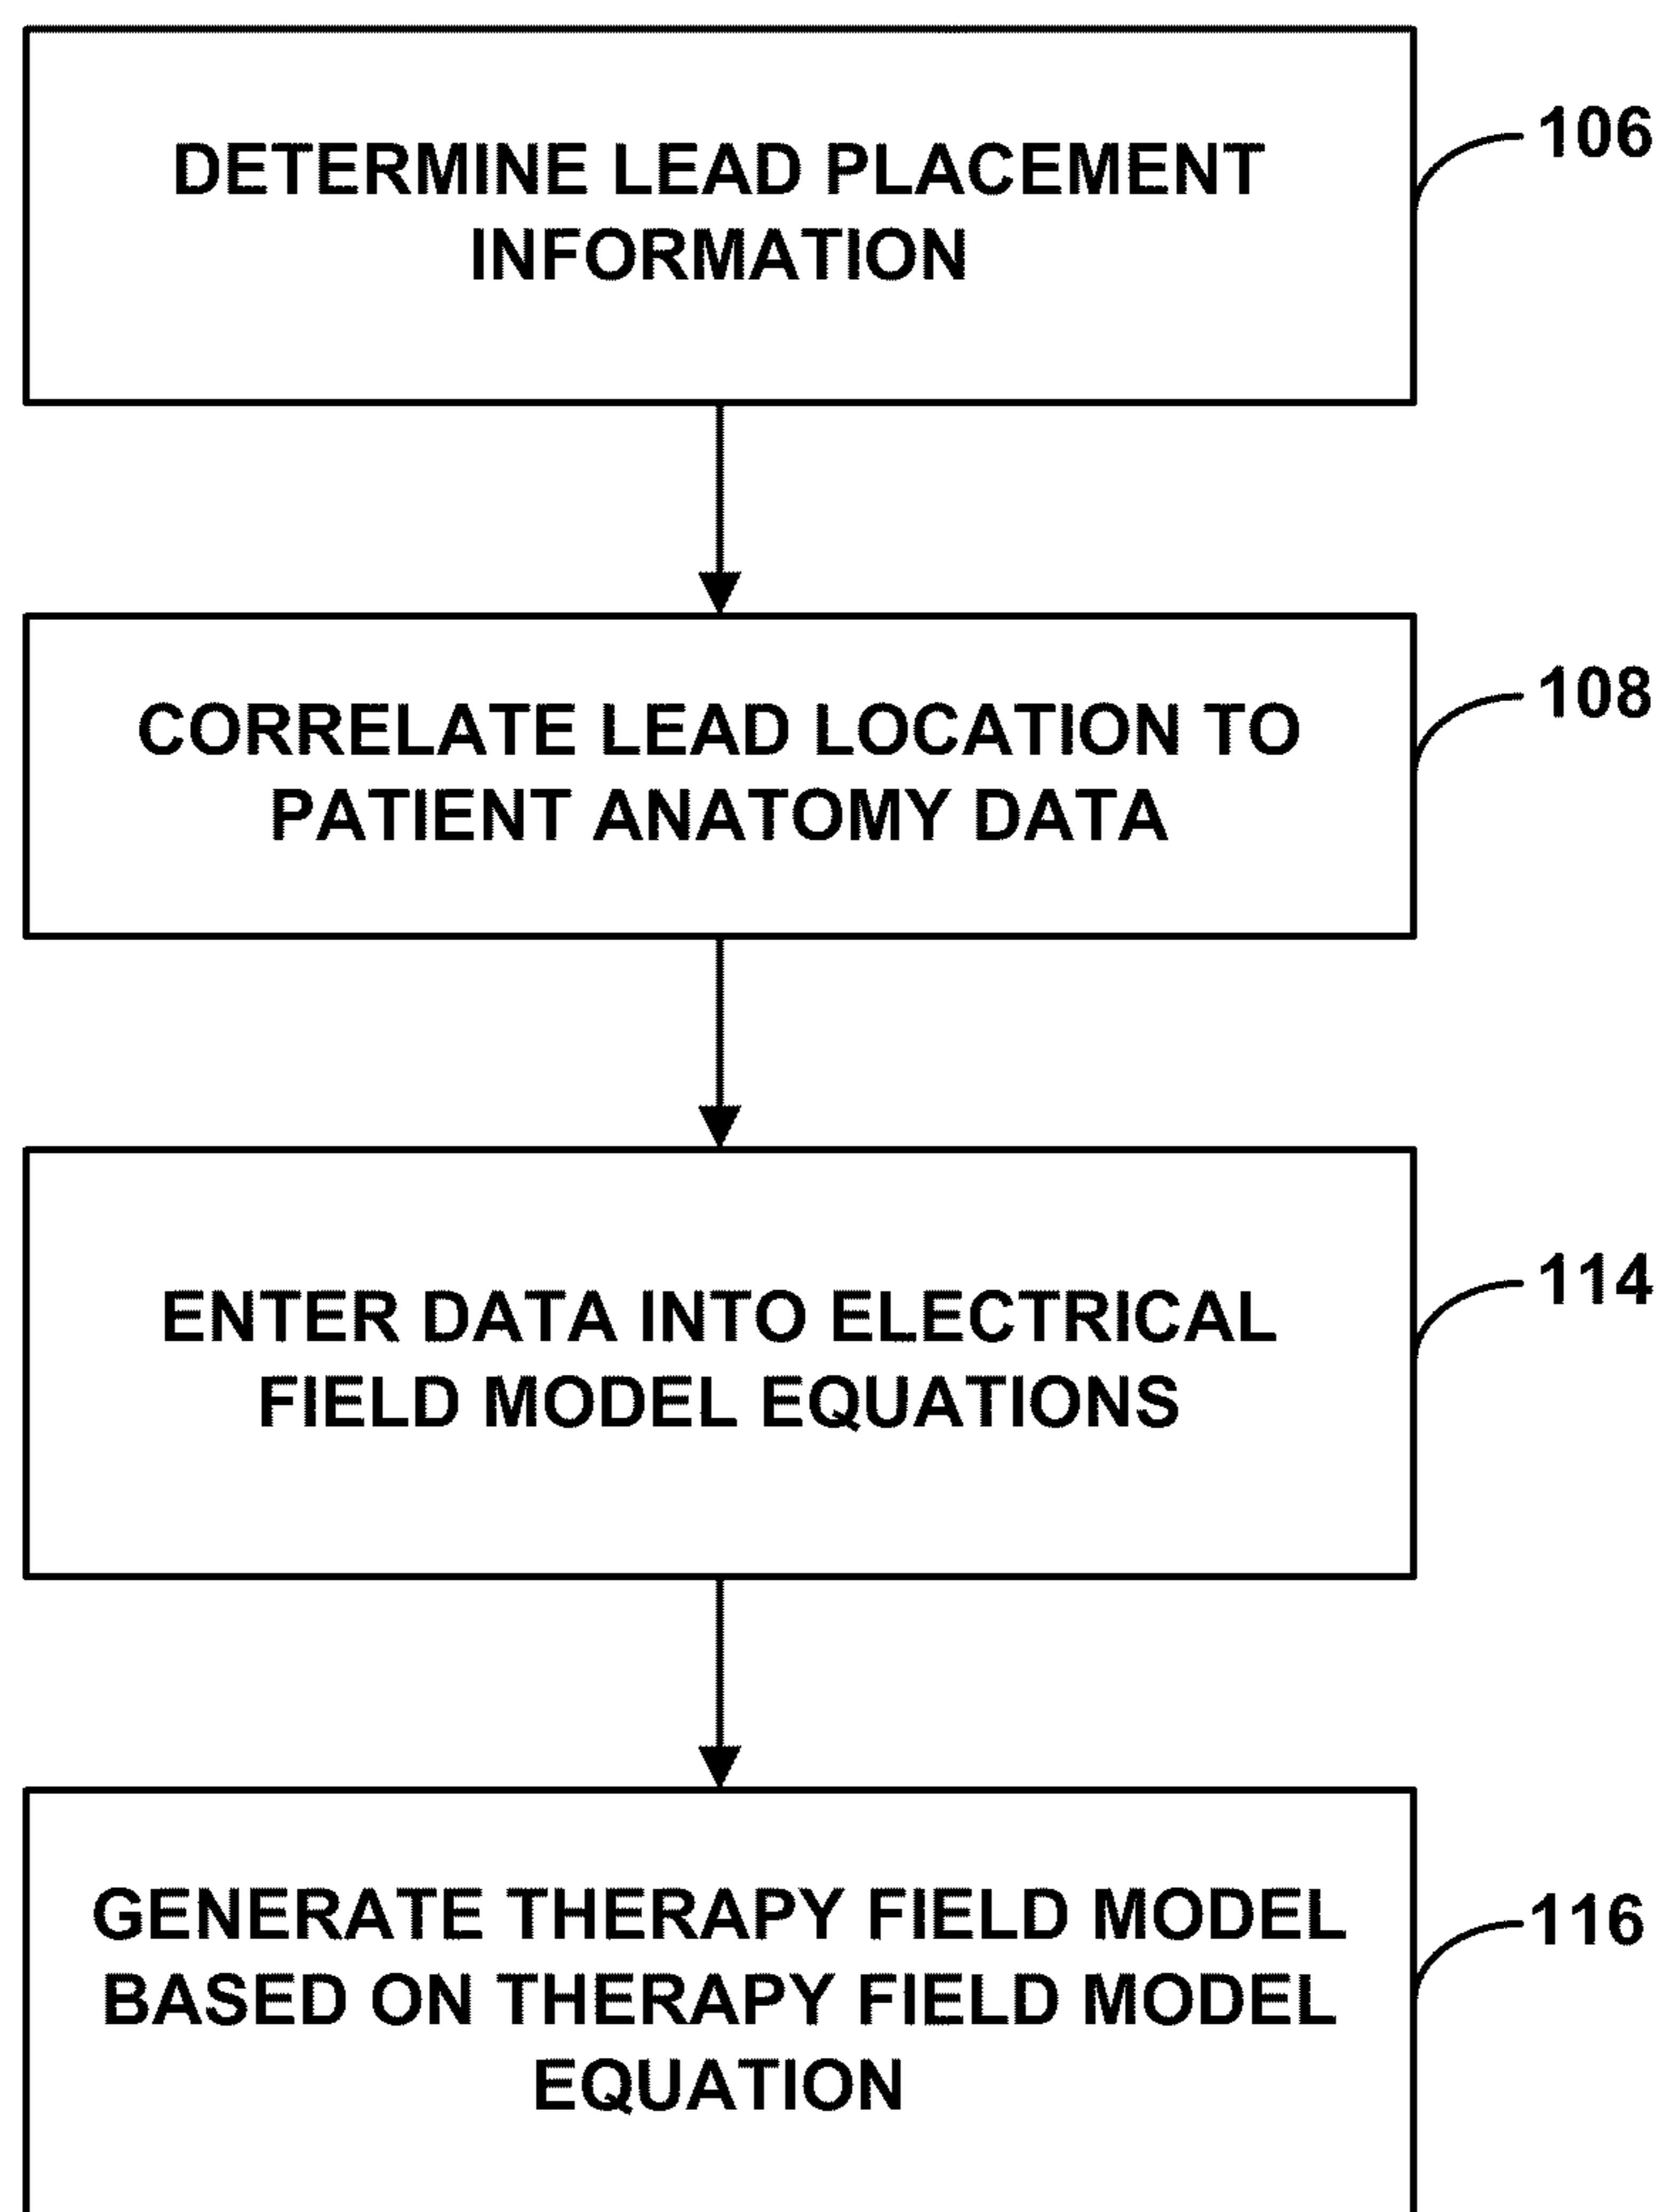 DETERMINE LEAD PLACEMENT
INFORMATION
106
CORRELATE LEAD LOCATION TO
PATIENT ANATOMY DATA
108
ENTER DATA INTO ELECTRICAL
FIELD MODEL EQUATIONS
114
GENERATE THERAPY FIELD MODEL
BASED ON THERAPY FIELD MODEL
EQUATION
116